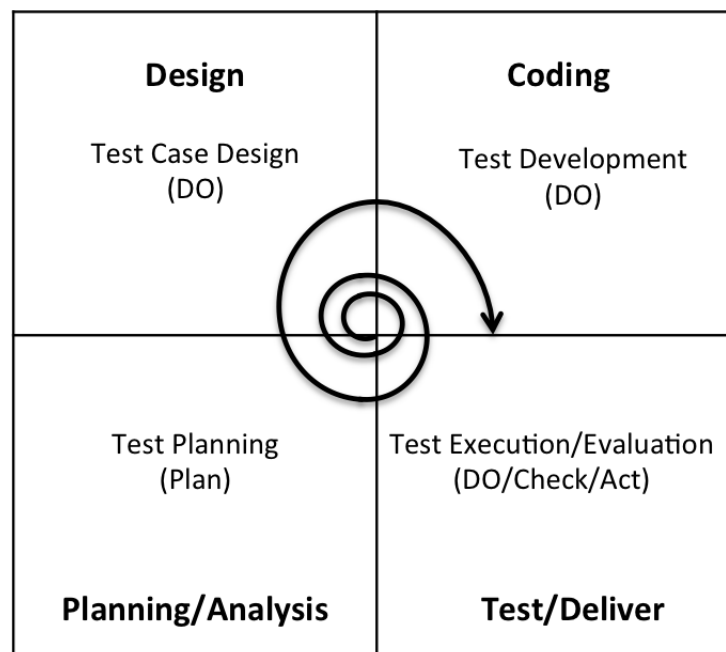 Design
Test Case Design
(DO)
Coding
Test Development
(DO)
Test Planning
(Plan)
Planning/Analysis
Test Execution/Evaluation
(DO/Check/Act)
Test/Deliver